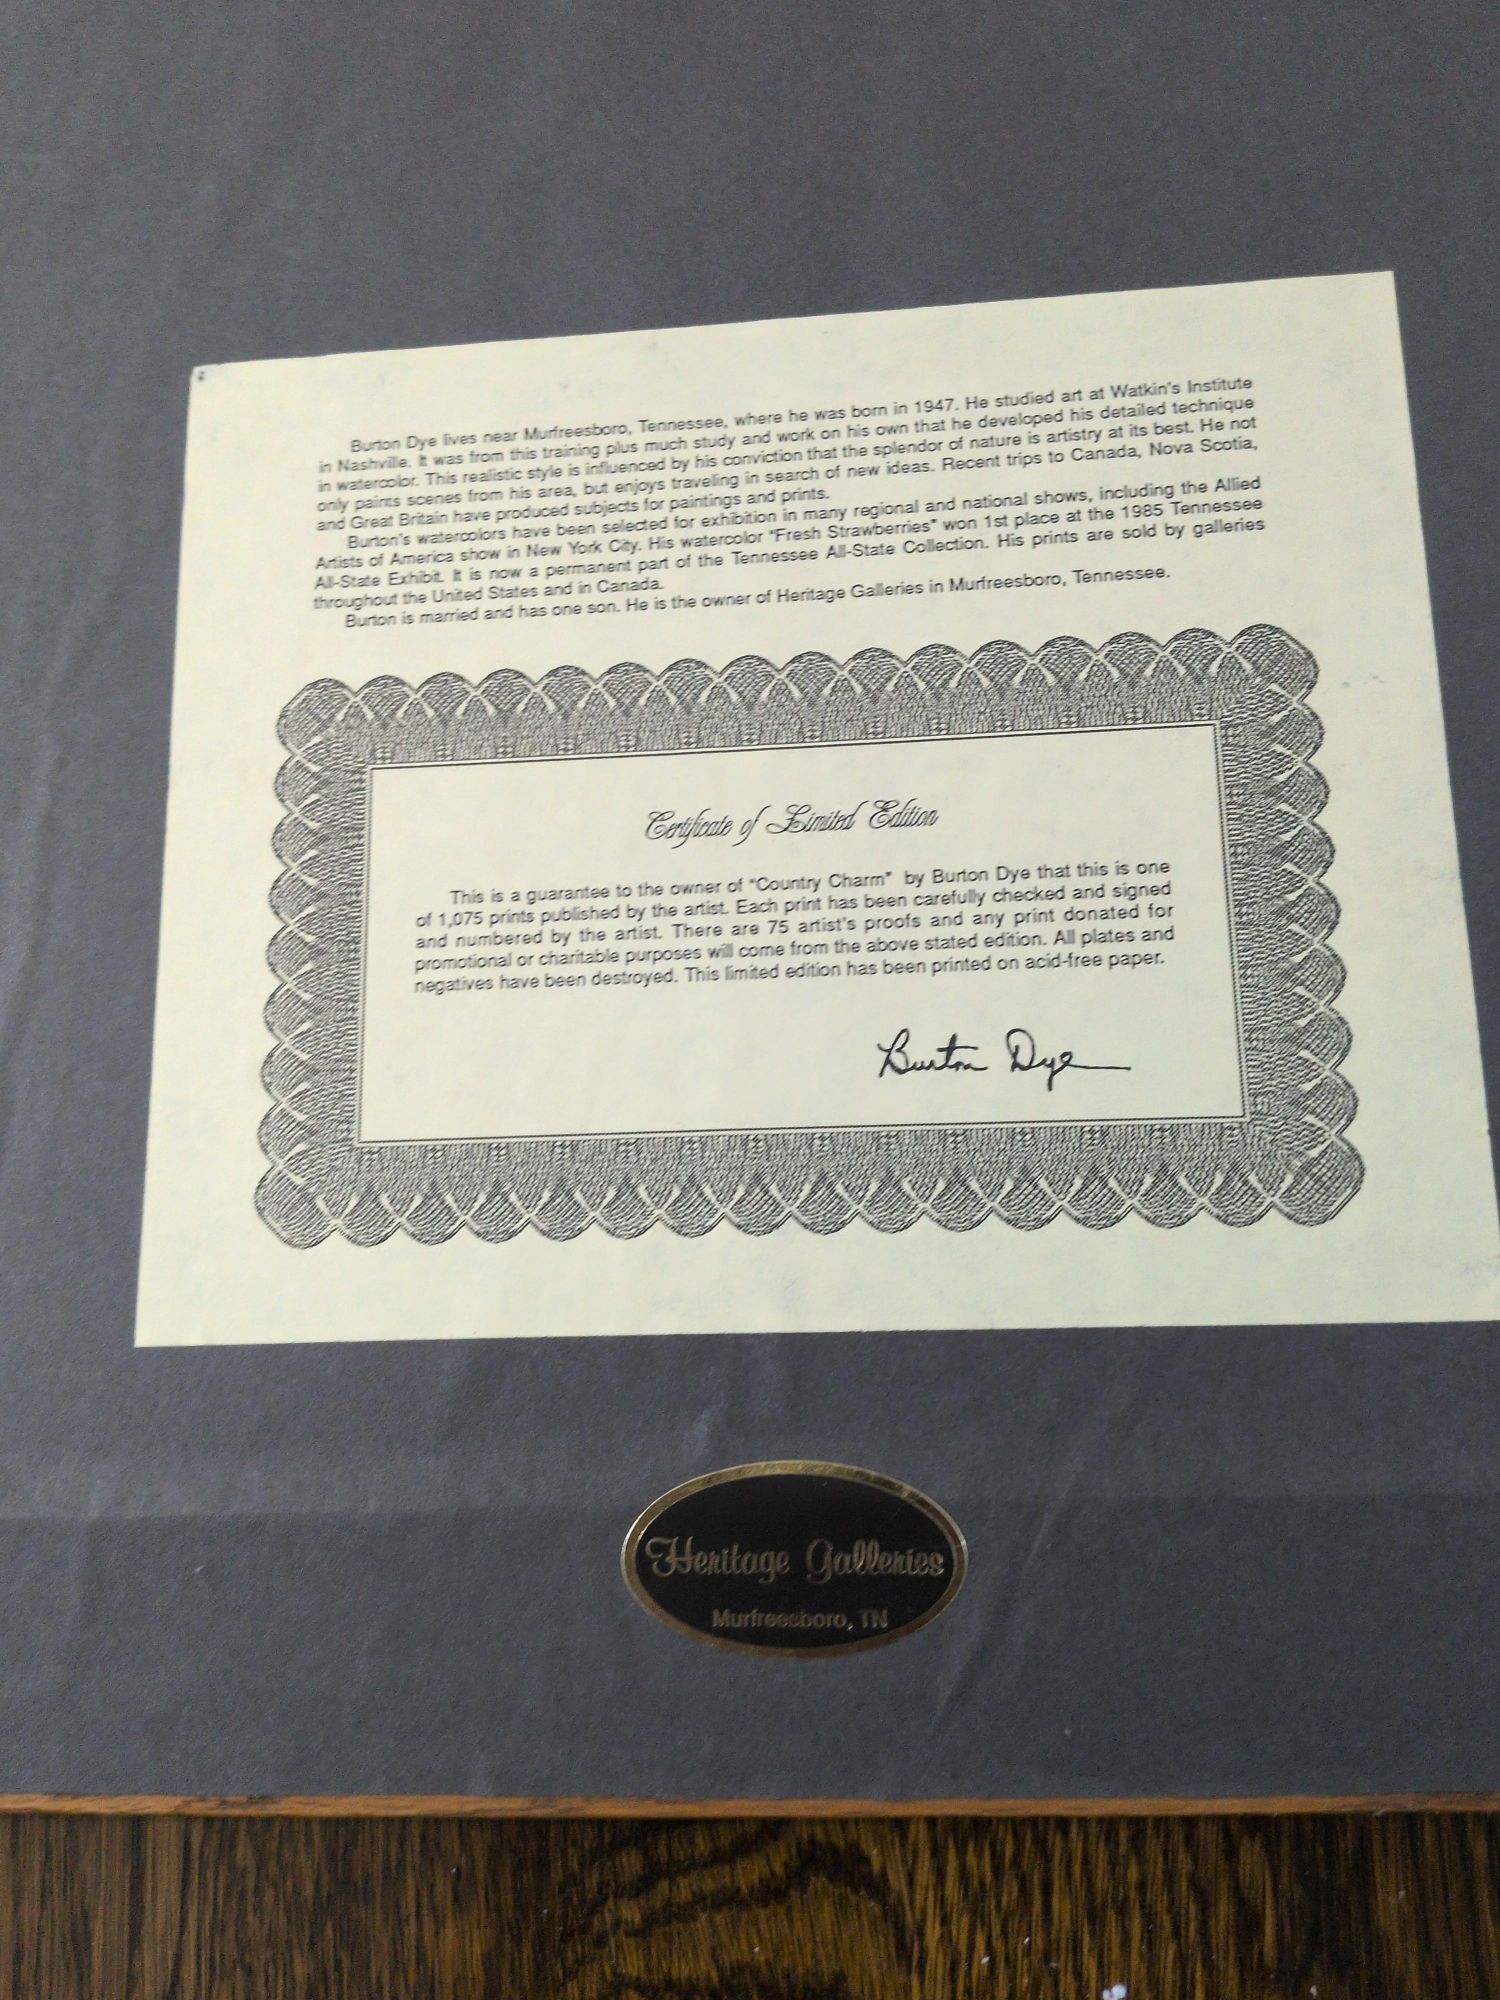 Burton Dye lives near Murfreesboro, Tennessee, where he was born in 1947. He studied art at Watkin's Institute
in Nashville. It was from this training plus much study and work on his own that he developed his detailed technique
in watercolor. This realistic style is influenced by his conviction that the splendor of nature is artistry at its best. He not
only paints scenes from his area, but enjoys traveling in search of new ideas. Recent trips to Canada, Nova Scotia,
and Great Britain have produced subjects for paintings and prints.
Burton's watercolors have been selected for exhibition in many regional and national shows, including the Allied
Artists of America show in New York City. His watercolor "Fresh Strawberries" won 1st place at the 1985 Tennessee
All-State Exhibit. It is now a permanent part of the Tennessee All-State Collection. His prints are sold by galleries
throughout the United States and in Canada.
Burton is married and has one son. He is the owner of Heritage Galleries in Murfreesboro, Tennessee.
Certificate of Limited Edition
This is a guarantee to the owner of "Country Charm" by Burton Dye that this is one
of 1,075 prints published by the artist. Each print has been carefully checked and signed
and numbered by the artist. There are 75 artist's proofs and any print donated for
promotional or charitable purposes will come from the above stated edition. All plates and
negatives have been destroyed. This limited edition has been printed on acid-free paper.
Burton Dye
Heritage Galleries
Murfreesboro, TN